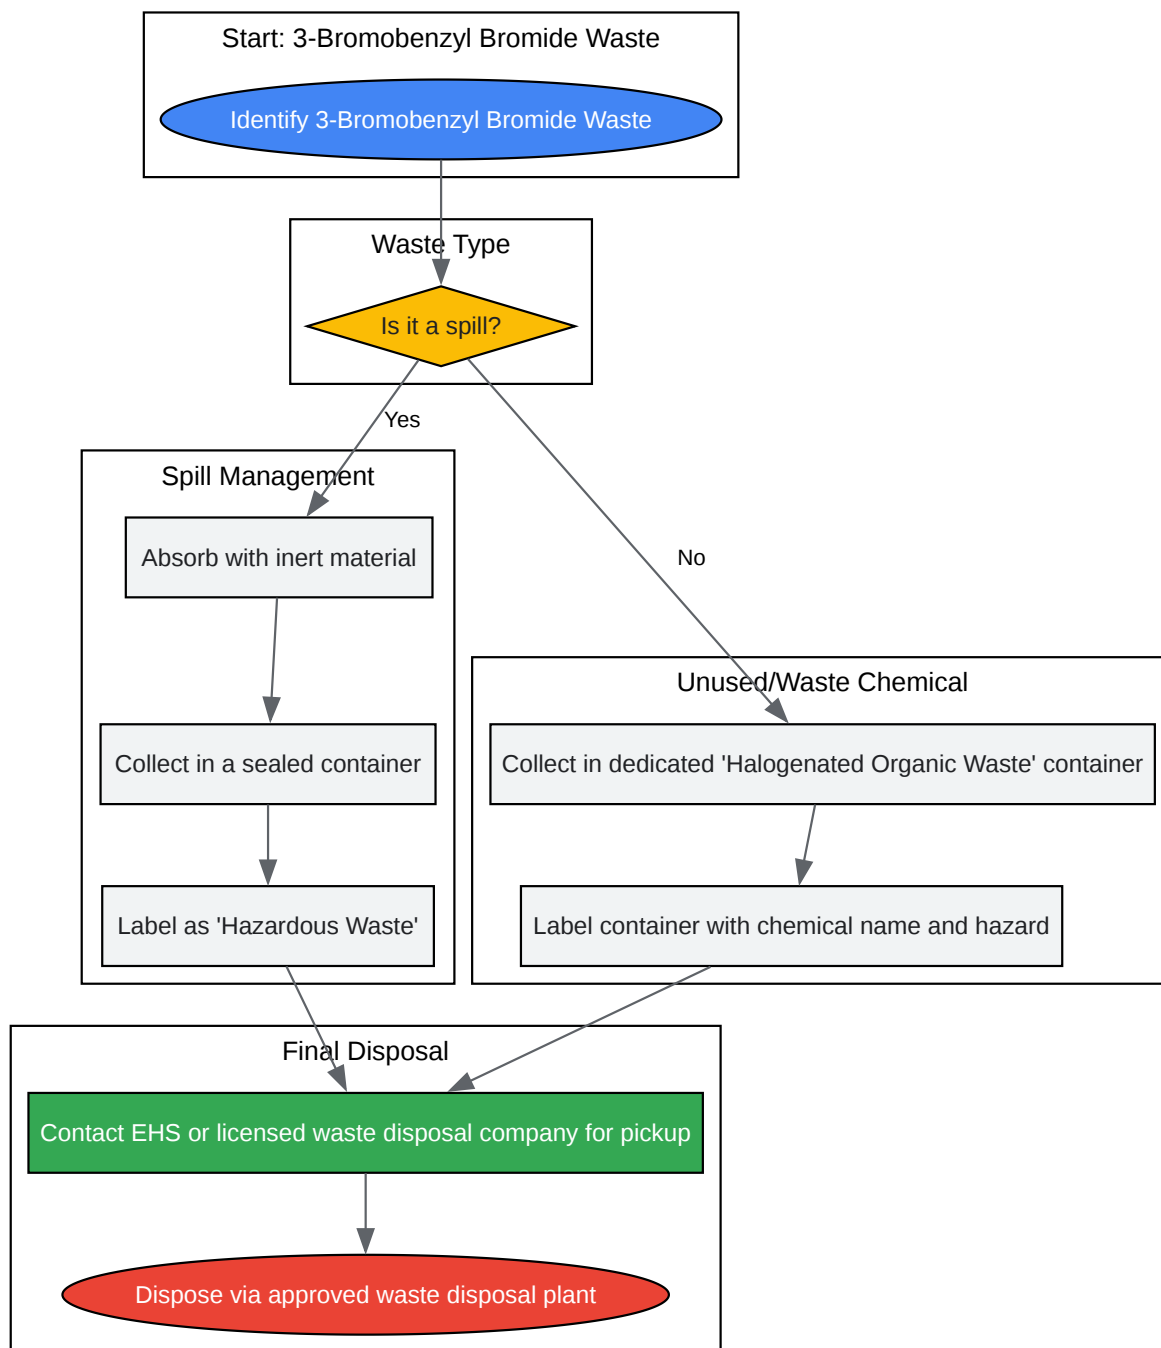 Start: 3-Bromobenzyl Bromide Waste
Identify 3-Bromobenzyl Bromide Waste
Waste Type
Is it a spill?
Yes
No
Spill Management
Absorb with inert material
Collect in a sealed container
Label as 'Hazardous Waste'
Unused/Waste Chemical
Collect in dedicated 'Halogenated Organic Waste' container
Label container with chemical name and hazard
Final Disposal
Contact EHS or licensed waste disposal company for pickup
Dispose via approved waste disposal plant